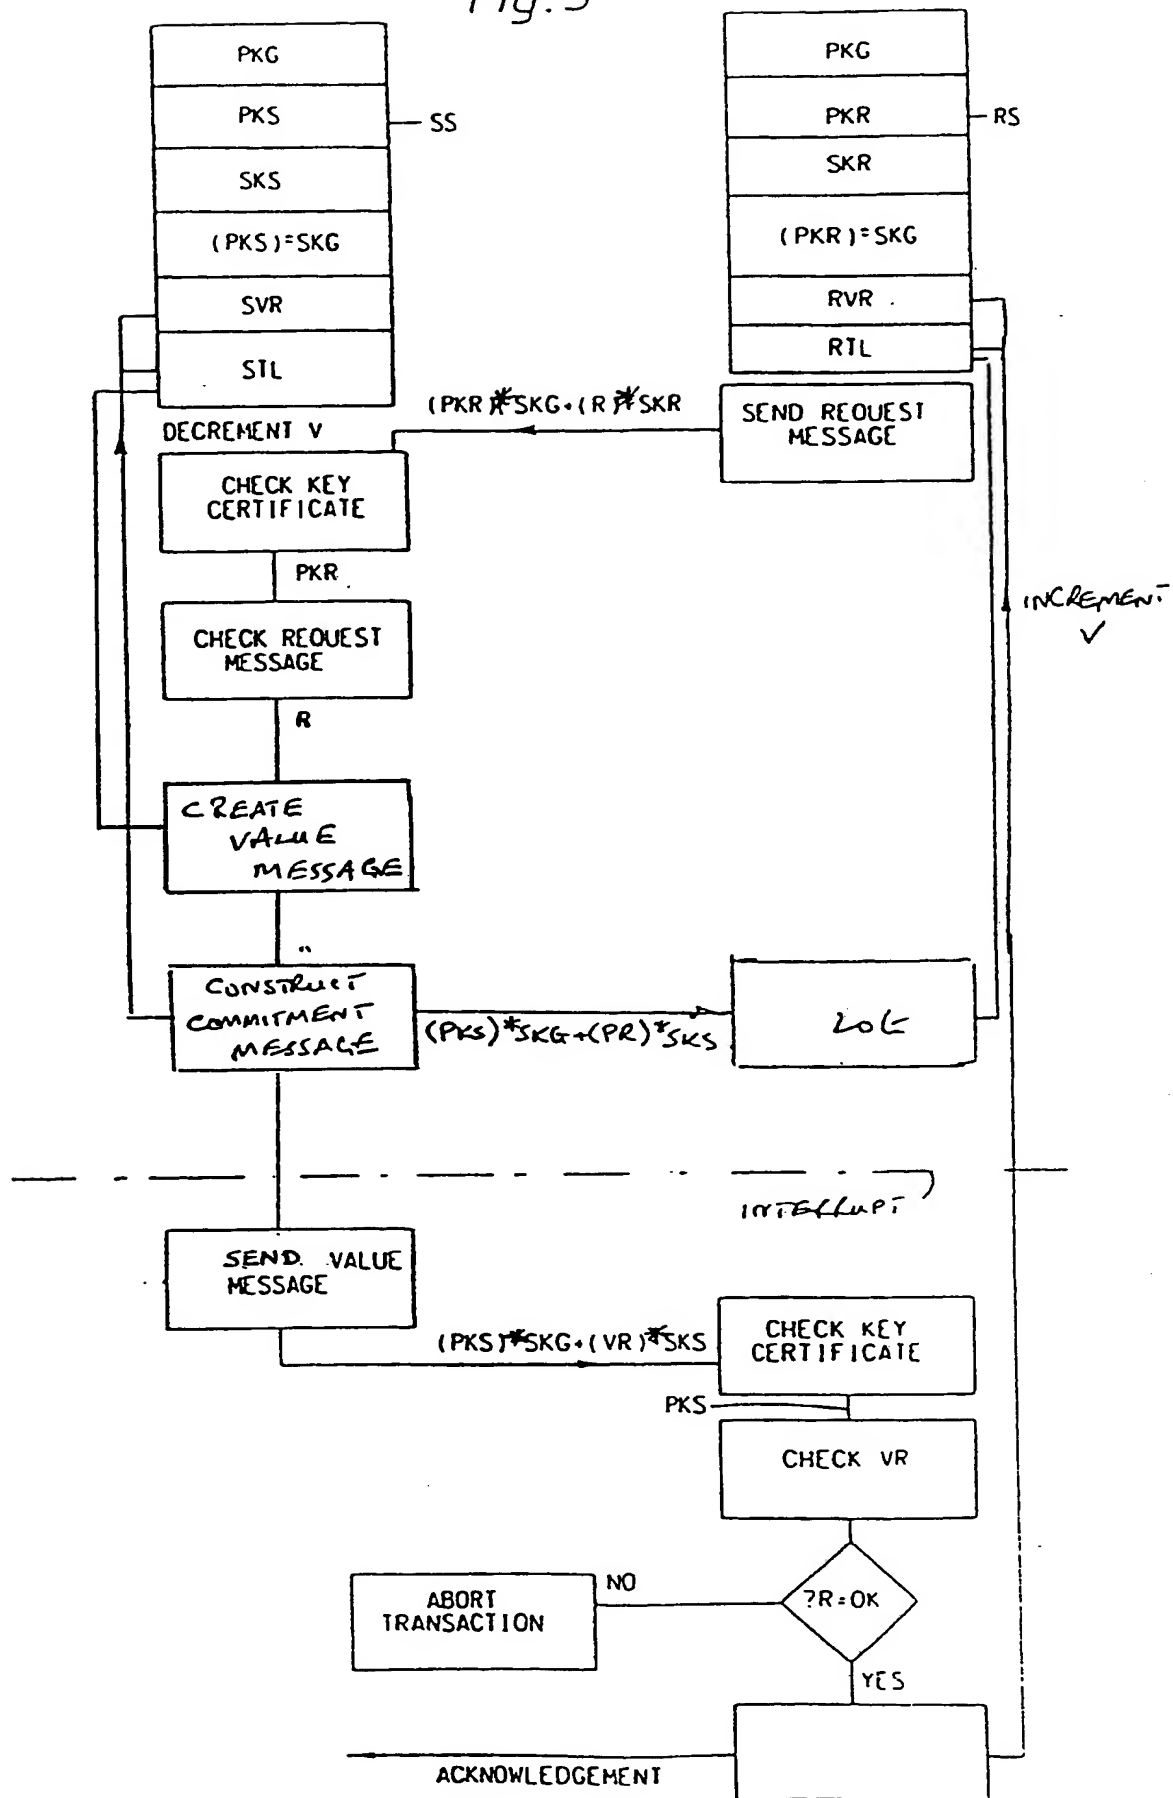 Fig. 5
PKG
PKS
SS
SKS
(PKS)=SKG
SVR
STL
PKG
PKR
RS
SKR
(PKR)=SKG
RVR
RTL
DECREMENT V
(PKR)*SKG+(R)*SKR
SEND REQUEST
MESSAGE
CHECK KEY
CERTIFICATE
PKR
INCREMENT
V
CHECK REQUEST
MESSAGE
R
CREATE
VALUE
MESSAGE
CONSTRUCT
COMMITMENT
MESSAGE
(PKS)*SKG+(PR)*SKS
INTERRUPT
SEND VALUE
MESSAGE
(PKS)*SKG+(VR)*SKS
CHECK KEY
CERTIFICATE
PKS
CHECK VR
?R=OK
NO
ABORT
TRANSACTION
YES
ACKNOWLEDGEMENT